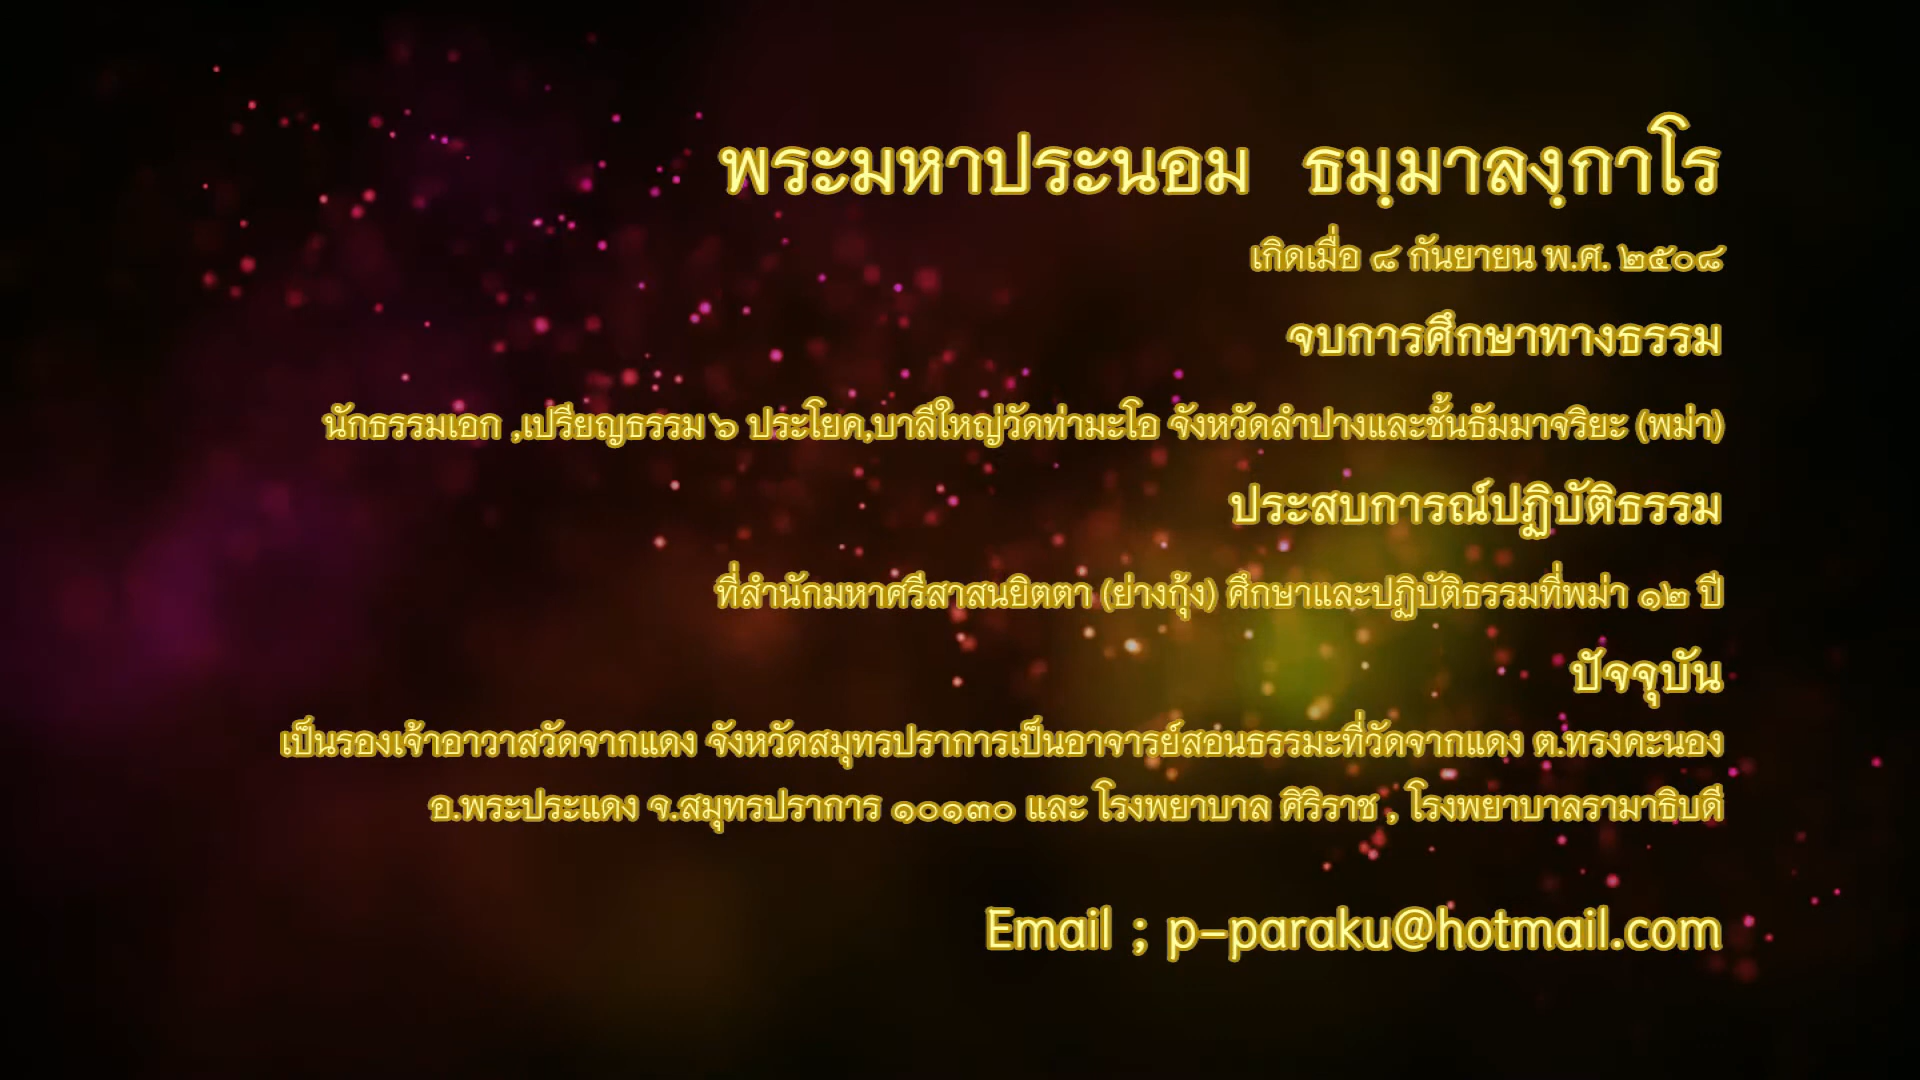 พระมหาประนอม ธมฺมาลงฺกาโร
เกิดเมื่อ ๘ กันยายน พ.ศ. ๒๕๐๘
จบการศึกษาทางธรรม
นักธรรมเอก ,เปรียญธรรม ๖ ประโยค,บาลีใหญ่วัดท่ามะโอ จังหวัดลำปางและชั้นธัมมาจริยะ (พม่า)
ประสบการณ์ปฏิบัติธรรม
ที่สำนักมหาศรีสาสนยิตตา (ย่างกุ้ง) ศึกษาและปฏิบัติธรรมที่พม่า ๑๒ ปี
ปัจจุบัน
เป็นรองเจ้าอาวาสวัดจากแดง จังหวัดสมุทรปราการเป็นอาจารย์สอนธรรมะที่วัดจากแดง ต.ทรงคะนอง
อ.พระประแดง จ.สมุทรปราการ ๑๐๑๓๐ และ โรงพยาบาล ศิริราช , โรงพยาบาลรามาธิบดี
Email ; p-paraku@hotmail.com